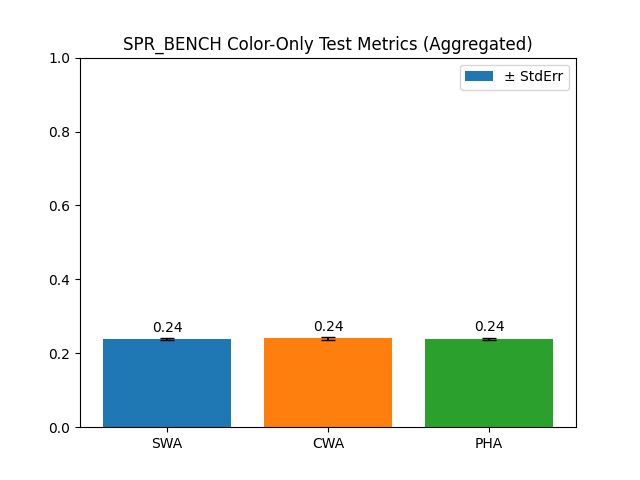 SPR_BENCH Color-Only Test Metrics (Aggregated)
± StdErr
1.0
0.8
0.6
0.4
0.2
0.0
0.24
0.24
0.24
SWA
CWA
PHA